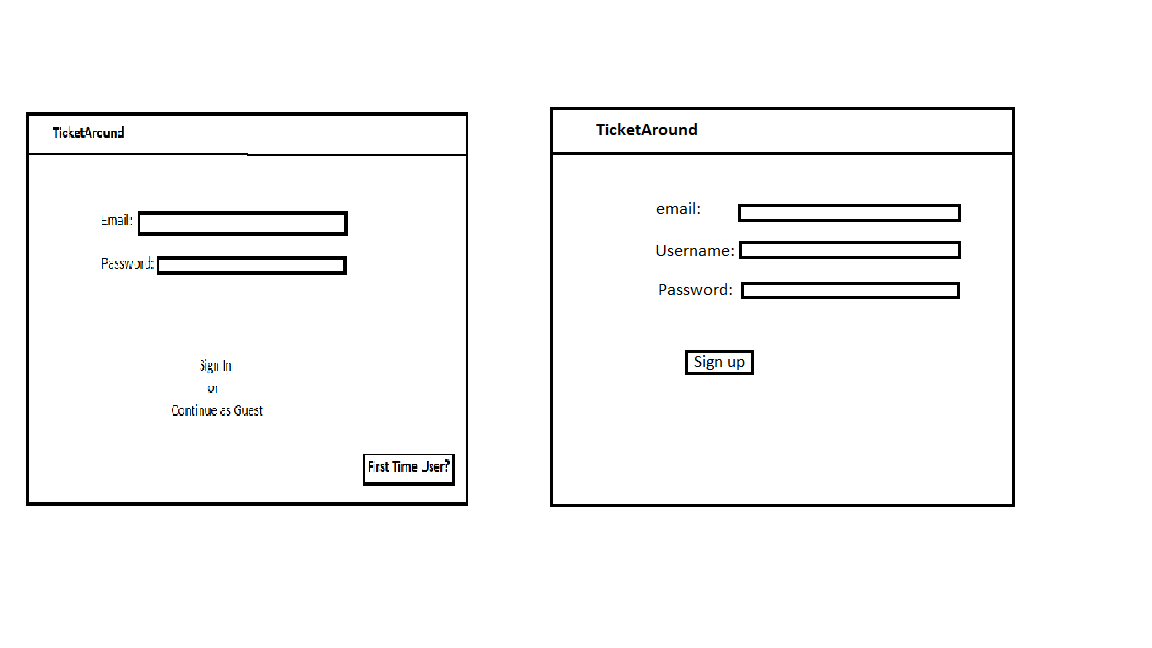 TicketAround
Email:
Password:
Sign In
or
Continue as Guest
First Time User?
TicketAround
email:
Username:
Password:
Sign up